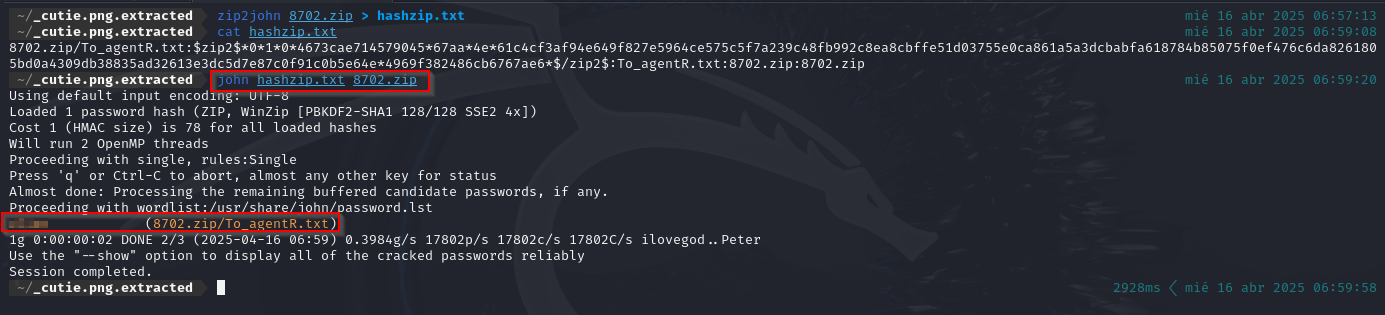 ~/_cutie.png.extracted zip2john 8702.zip > hashzip.txt mié 16 abr 2025 06:57:13
~/_cutie.png.extracted cat hashzip.txt mié 16 abr 2025 06:59:08
8702.zip/To_agentR.txt:$zip2$*0*1*0*4673cae714579045*67aa*4e*61c4cf3af94e649f827e5964ce575c5f7a239c48fb992c8ea8cbffe51d03755e0ca861a5a3dcbabfa618784b85075f0ef476c6da826180
5bd0a4309db38835ad32613e3dc5d7e87c0f91c0b5e64e*4969f382486cb6767ae6*$/zip2$:To_agentR.txt:8702.zip:8702.zip
~/_cutie.png.extracted john hashzip.txt 8702.zip mié 16 abr 2025 06:59:20
Using default input encoding: UTF-8
Loaded 1 password hash (ZIP, WinZip [PBKDF2-SHA1 128/128 SSE2 4x])
Cost 1 (HMAC size) is 78 for all loaded hashes
Will run 2 OpenMP threads
Proceeding with single, rules:Single
Press 'q' or Ctrl-C to abort, almost any other key for status
Almost done: Processing the remaining buffered candidate passwords, if any.
Proceeding with wordlist:/usr/share/john/password.lst
(8702.zip/To_agentR.txt)
1g 0:00:00:02 DONE 2/3 (2025-04-16 06:59) 0.3984g/s 17802p/s 17802c/s 17802C/s ilovegod..Peter
Use the "--show" option to display all of the cracked passwords reliably
Session completed.
~/_cutie.png.extracted 2928ms < mié 16 abr 2025 06:59:58